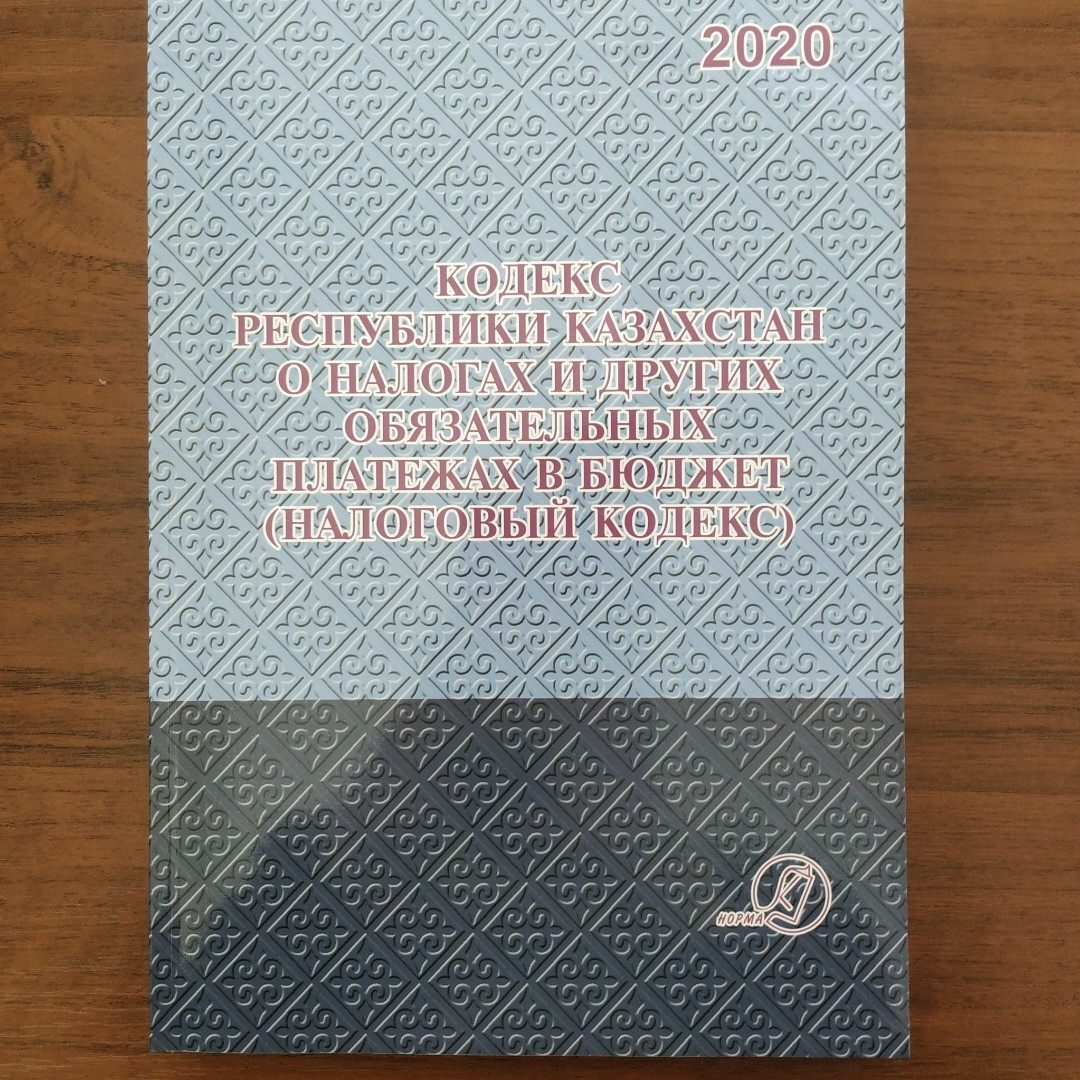 2020
КОДЕКС
РЕСПУБЛИКИ КАЗАХСТАН
О НАЛОГАХ И ДРУГИХ
ОБЯЗАТЕЛЬНЫХ
ПЛАТЕЖАХ В БЮДЖЕТ
(НАЛОГОВЫЙ КОДЕКС)
НОРМА